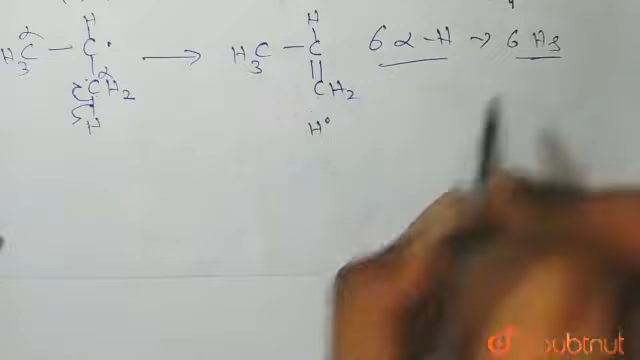 H H
α
H₃C — C· ⟶ H₃C — C 6 α-H → 6 Hs
α
CH₂ CH₂
H H·
doubtnut